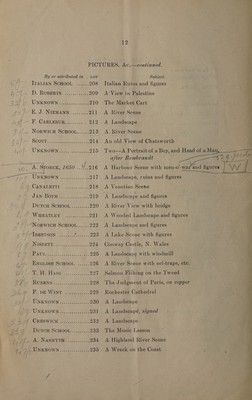 12
PICTURES, &c.—continued.
By or attributed to LOT Subject.
ITALIAN SCHOOL ......208 Italian Ruins and figures
D. ROBERTS ............209 A View in Palestine
UNKNOWN ...............210 The Market Cart
E. J. NIEMANN .........211 A River Scene
F. CARLEBUR ............212 A Landscape
NORWICH SCHOOL...213 A River Scene
SCOTT ...................214 An old View of Chatsworth
UNKNOWN ...............215 Two—A Portrait of a Boy, and Head of a Man,
after Rembrandt
A. STORCK, 1650 ...216 A Harbour Scene with men-o'-war and figures W
UNKNOWN ...............217 A Landscape, ruins and figures
CANALETTI ............218 A Venetian Scene
JAN BOTH ...............219 A Landscape and figures
DUTCH SCHOOL ......220 A River View with bridge
WHEATLEY ............221 A Wooded Landscape and figures
NORWICH SCHOOL...222 A Landscape and figures
IBBETSON ...............223 A Lake Scene with figures
NOBLETT ...............224 Conway Castle, N. Wales
PAUL ...................225 A Landscape with windmill
ENGLISH SCHOOL ...226 A River Scene with eel-traps, etc.
T. H. HAIG ............227 Salmon Fishing on the Tweed
RUBENS..................228 The Judgment of Paris, on copper
P. DE WINT ............229 Rochester Cathedral
UNKNOWN ...............230 A Landscape
UNKNOWN ...............231 A Landscape, signed
CRESWICK ...............232 A Landscape
DUTCH SCHOOL ......233 The Music Lesson
A. NASMYTH............234 A Highland River Scene
UNKNOWN ...............235 A Wreck on the Coast